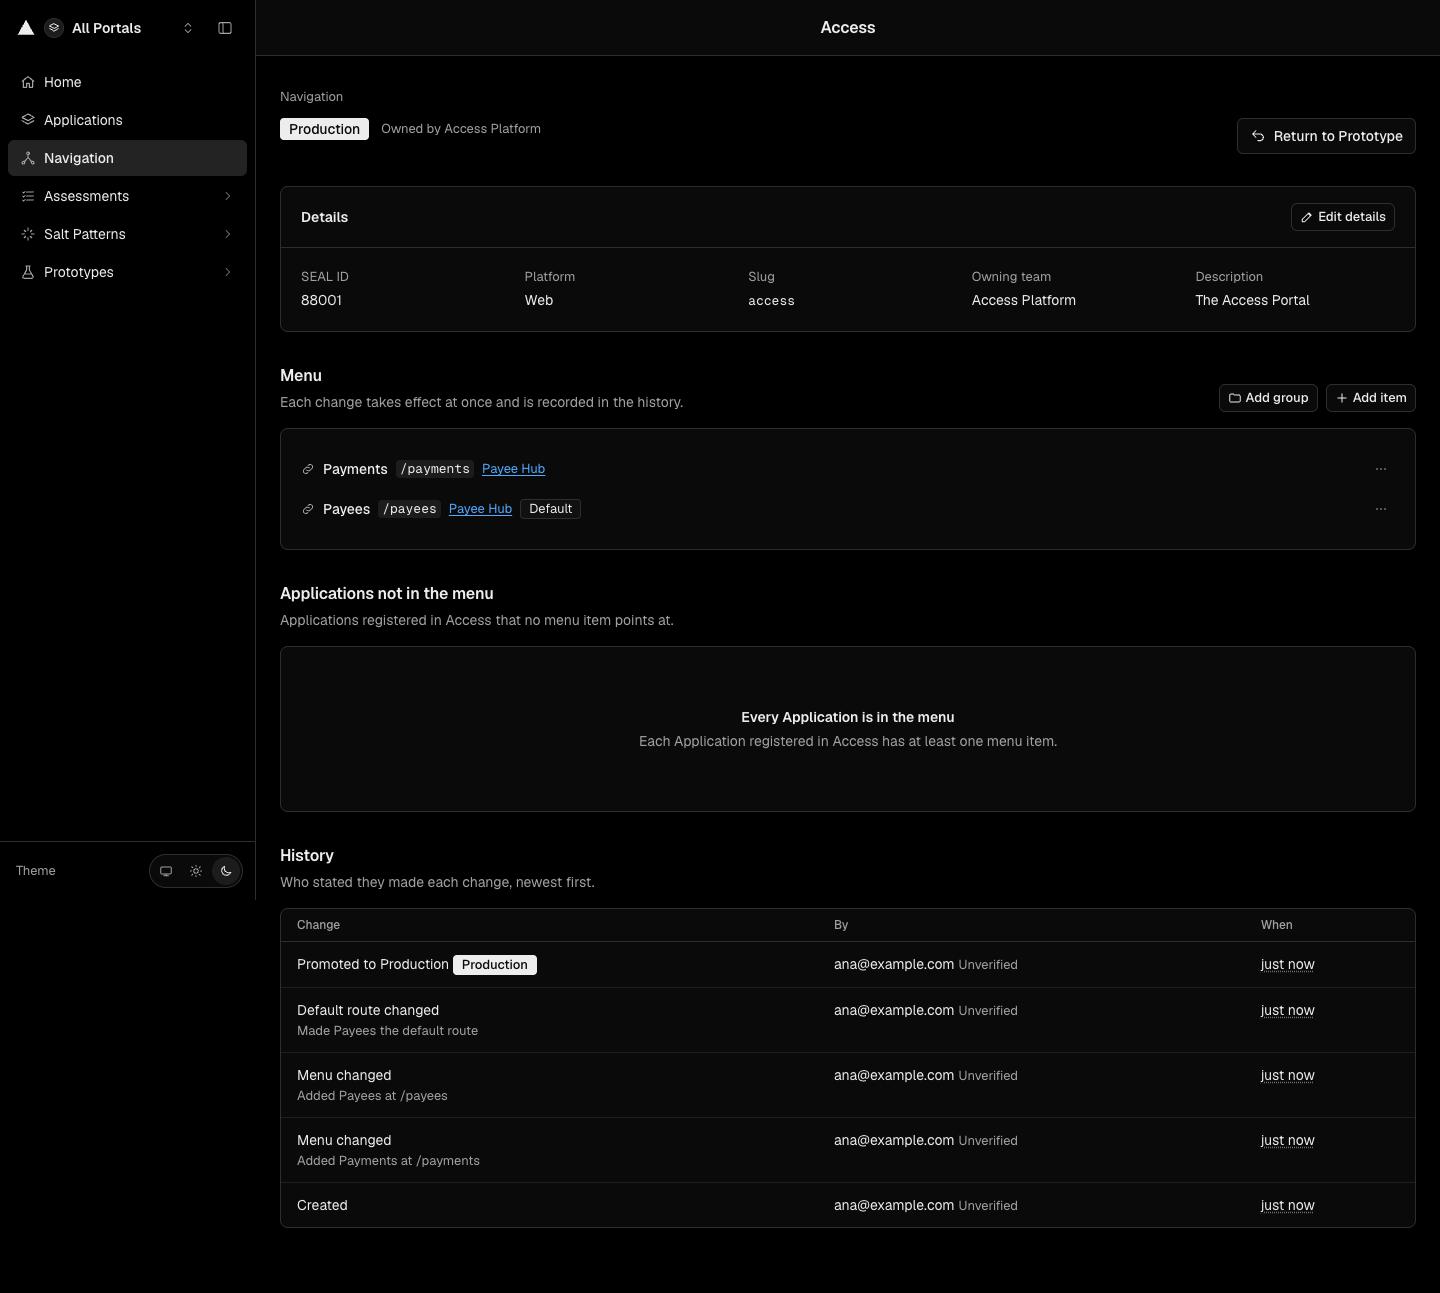 All Portals
Access
Home
Applications
Navigation
Assessments
Salt Patterns
Prototypes
Theme
Navigation
Production Owned by Access Platform
Return to Prototype
Details
Edit details
SEAL ID Platform Slug Owning team Description
88001 Web access Access Platform The Access Portal
Menu
Each change takes effect at once and is recorded in the history.
Add group Add item
Payments /payments Payee Hub
Payees /payees Payee Hub Default
Applications not in the menu
Applications registered in Access that no menu item points at.
Every Application is in the menu
Each Application registered in Access has at least one menu item.
History
Who stated they made each change, newest first.
Change By When
Promoted to Production Production ana@example.com Unverified just now
Default route changed ana@example.com Unverified just now
Made Payees the default route
Menu changed ana@example.com Unverified just now
Added Payees at /payees
Menu changed ana@example.com Unverified just now
Added Payments at /payments
Created ana@example.com Unverified just now